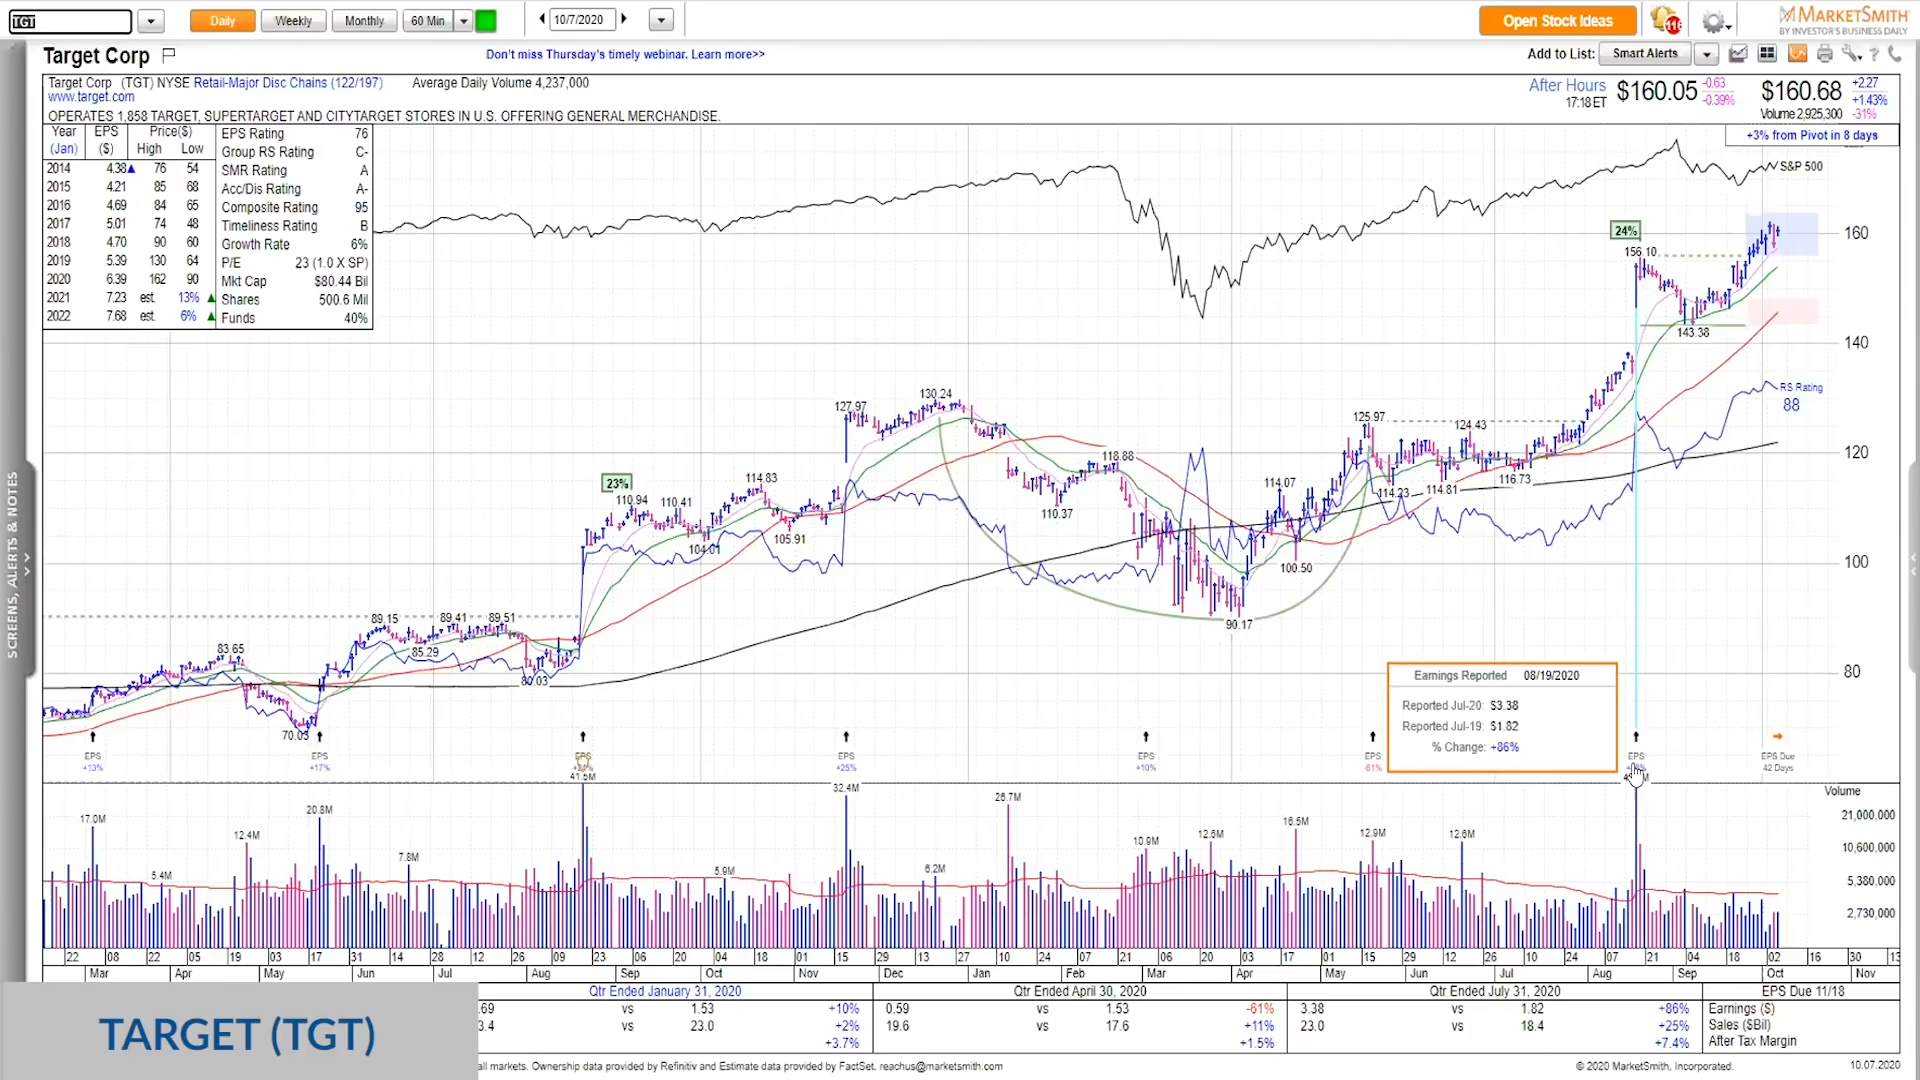 TGT
Daily
Weekly
Monthly
60 Min
10/7/2020
Open Stock Ideas
116
MARKETSMITH
BY INVESTOR'S BUSINESS DAILY
Target Corp
Don't miss Thursday's timely webinar. Learn more>>
Add to List:
Smart Alerts
Target Corp (TGT) NYSE Retail-Major Disc Chains (122/197) Average Daily Volume 4,237,000
www.target.com
OPERATES 1,858 TARGET, SUPERTARGET AND CITYTARGET STORES IN U.S. OFFERING GENERAL MERCHANDISE.
After Hours
17:18 ET
$160.05
-0.63
-0.39%
$160.68
+2.27
+1.43%
Volume 2,925,300 -31%
+3% from Pivot in 8 days
Year EPS Price($)
(Jan) ($) High Low
2014 4.38 76 54
2015 4.21 85 68
2016 4.69 84 65
2017 5.01 74 48
2018 4.70 90 60
2019 5.39 130 64
2020 6.39 162 90
2021 7.23 est. 13%
2022 7.68 est. 6%
EPS Rating 76
Group RS Rating C-
SMR Rating A
Acc/Dis Rating A-
Composite Rating 95
Timeliness Rating B
Growth Rate 6%
P/E 23 (1.0 X SP)
Mkt Cap $80.44 Bil
Shares 500.6 Mil
Funds 40%
SCREENS, ALERTS & NOTES
S&P 500
24%
156.10
160
143.38
140
RS Rating
88
130.24
127.97
125.97
124.43
120
118.88
114.83
114.07
114.23
114.81
116.73
23%
110.94
110.41
110.37
105.91
104.01
100.50
100
90.17
89.15
89.41
89.51
85.29
83.65
80.03
80
70.03
Earnings Reported 08/19/2020
Reported Jul-20: $3.38
Reported Jul-19: $1.82
% Change: +86%
EPS
+13%
EPS
+17%
EPS
EPS
+25%
EPS
+10%
EPS
-61%
EPS
EPS Due
42 Days
41.5M
Volume
21,000,000
10,600,000
5,380,000
2,730,000
17.0M
5.4M
12.4M
20.8M
7.8M
5.9M
32.4M
6.2M
26.7M
10.9M
12.6M
16.5M
12.9M
12.6M
22 08 22 05 19 03 17 31 14 28 12 26 09 23 06 20 04 18 01 15 29 13 27 10 24 07 21 06 20 03 17 01 15 29 12 26 10 24 07 21 04 18 02 16 30 13
Mar Apr May Jun Jul Aug Sep Oct Nov Dec Jan Feb Mar Apr May Jun Jul Aug Sep Oct Nov
Qtr Ended January 31, 2020
.69 vs 1.53 +10%
3.4 vs 23.0 +2%
+3.7%
Qtr Ended April 30, 2020
0.59 vs 1.53 -61%
19.6 vs 17.6 +11%
+1.5%
Qtr Ended July 31, 2020
3.38 vs 1.82 +86%
23.0 vs 18.4 +25%
+7.4%
EPS Due 11/18
Earnings ($)
Sales ($Bil)
After Tax Margin
TARGET (TGT)
all markets. Ownership data provided by Refinitiv and Estimate data provided by FactSet. reachus@marketsmith.com
© 2020 MarketSmith, Incorporated.
10.07.2020